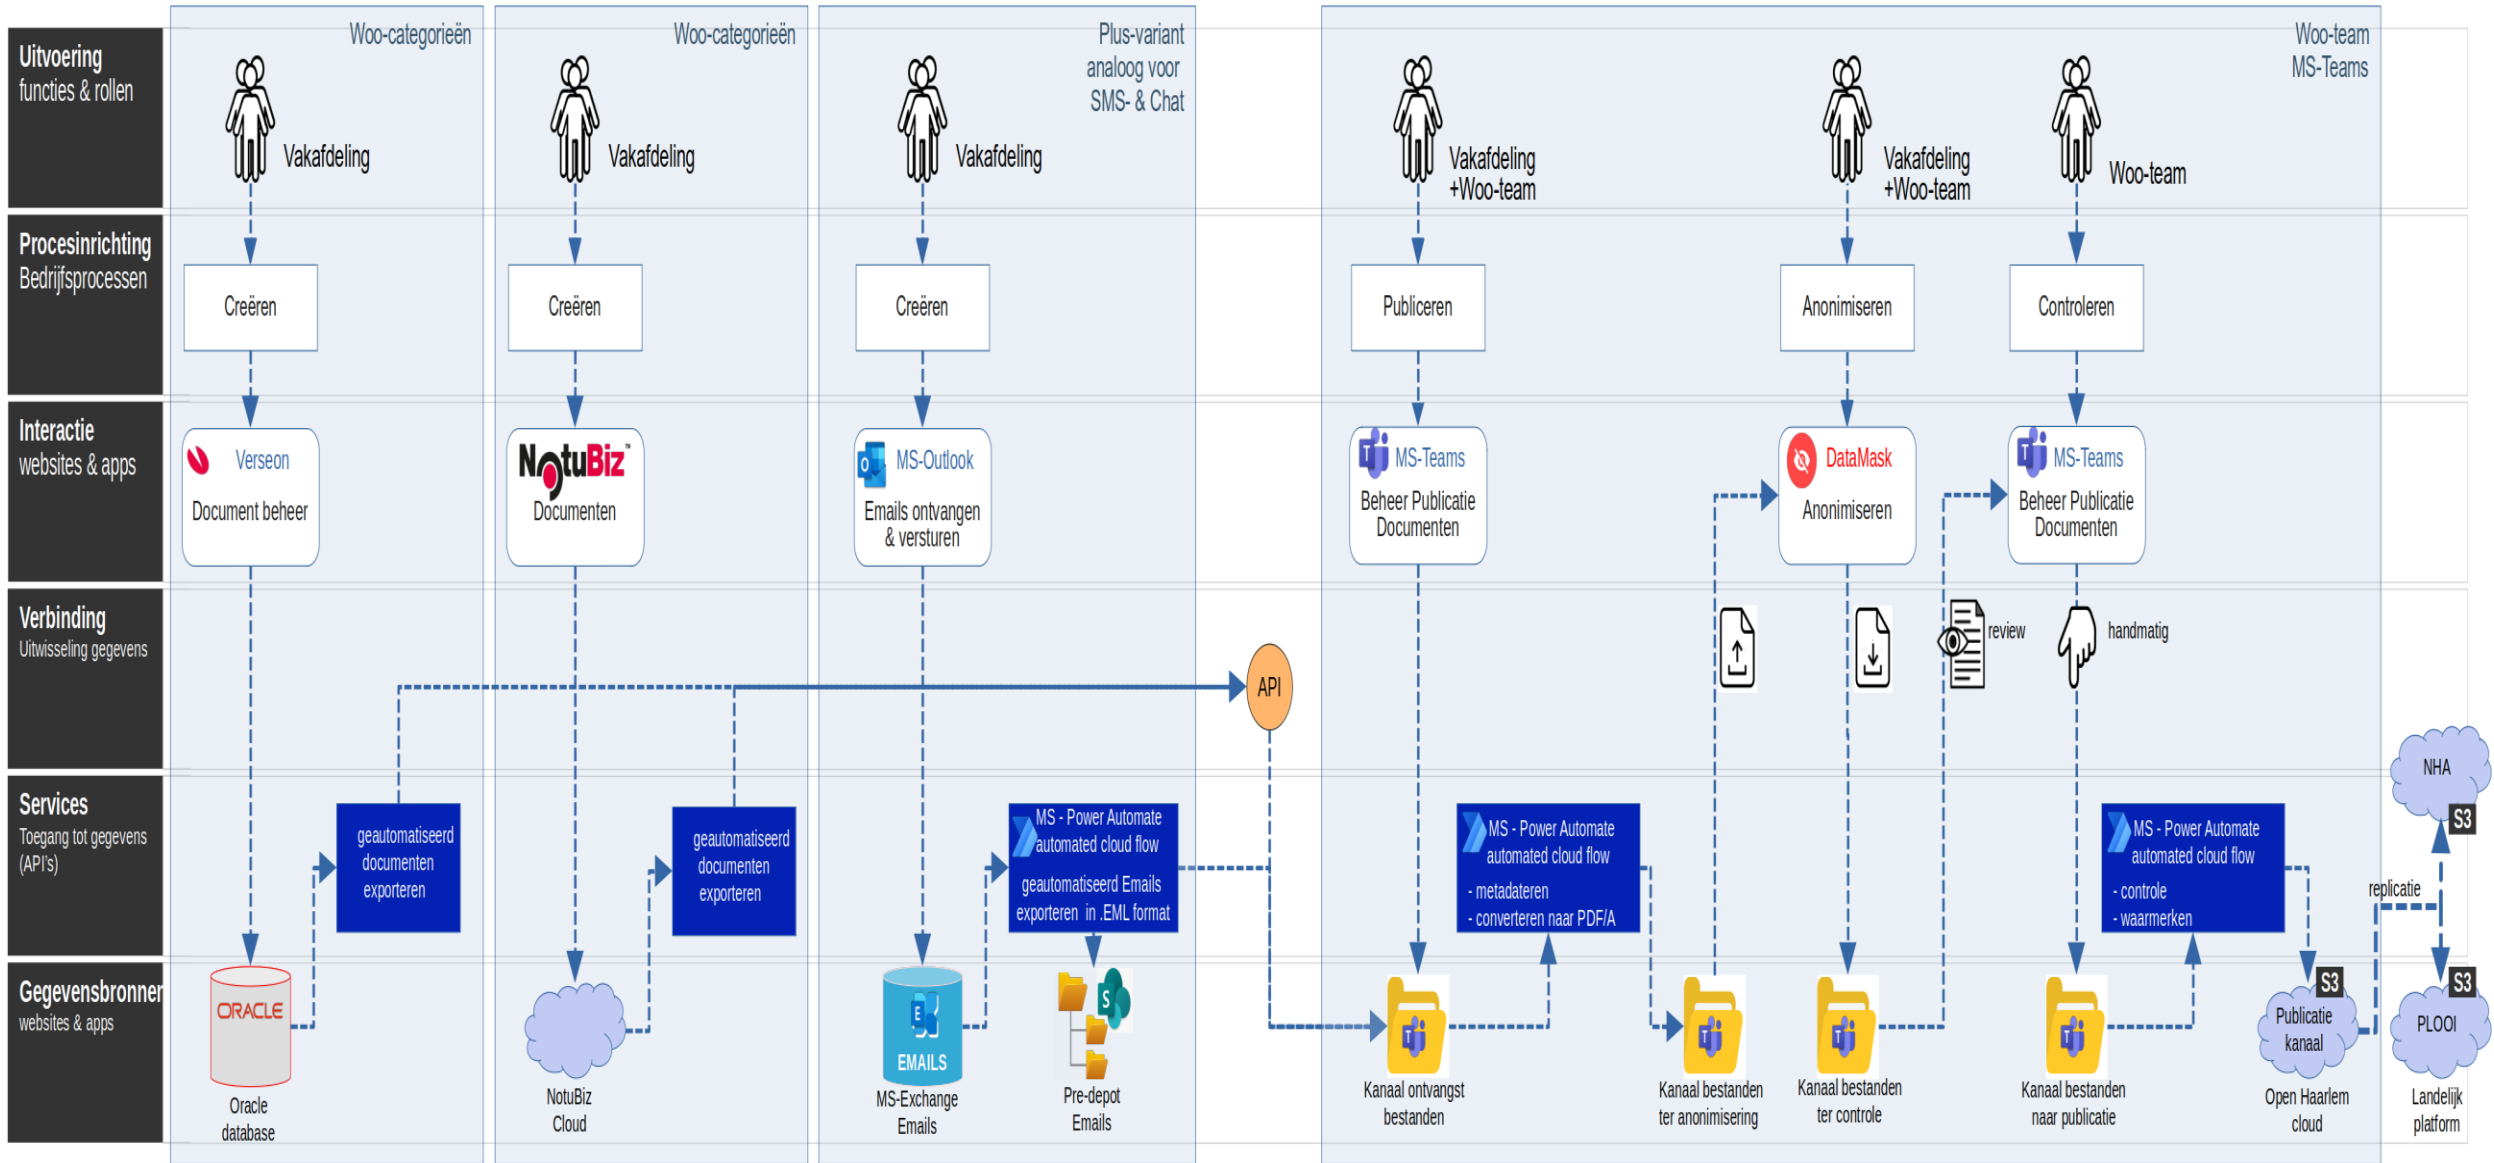 Uitvoering
functies & rollen
Woo-categorieën
Woo-categorieën
Plus-variant
analoog voor
SMS- & Chat
Woo-team
MS-Teams
Vakafdeling
Vakafdeling
Vakafdeling
Vakafdeling
+Woo-team
Vakafdeling
+Woo-team
Woo-team
Procesinrichting
Bedrijfsprocessen
Creëren
Creëren
Creëren
Publiceren
Anonimiseren
Controleren
Interactie
websites & apps
Verseon
Document beheer
NotuBiz™
Documenten
MS-Outlook
Emails ontvangen
& versturen
MS-Teams
Beheer Publicatie
Documenten
DataMask
Anonimiseren
MS-Teams
Beheer Publicatie
Documenten
Verbinding
Uitwisseling gegevens
API
review
handmatig
Services
Toegang tot gegevens
(API's)
geautomatiseerd
documenten
exporteren
geautomatiseerd
documenten
exporteren
MS - Power Automate
automated cloud flow
geautomatiseerd Emails
exporteren in .EML format
MS - Power Automate
automated cloud flow
- metadateren
- converteren naar PDF/A
MS - Power Automate
automated cloud flow
- controle
- waarmerken
replicatie
NHA
S3
Gegevensbronnen
websites & apps
ORACLE
Oracle
database
NotuBiz
Cloud
E
EMAILS
MS-Exchange
Emails
S
Pre-depot
Emails
Kanaal ontvangst
bestanden
Kanaal bestanden
ter anonimisering
Kanaal bestanden
ter controle
Kanaal bestanden
naar publicatie
S3
Publicatie
kanaal
Open Haarlem
cloud
S3
PLOOI
Landelijk
platform